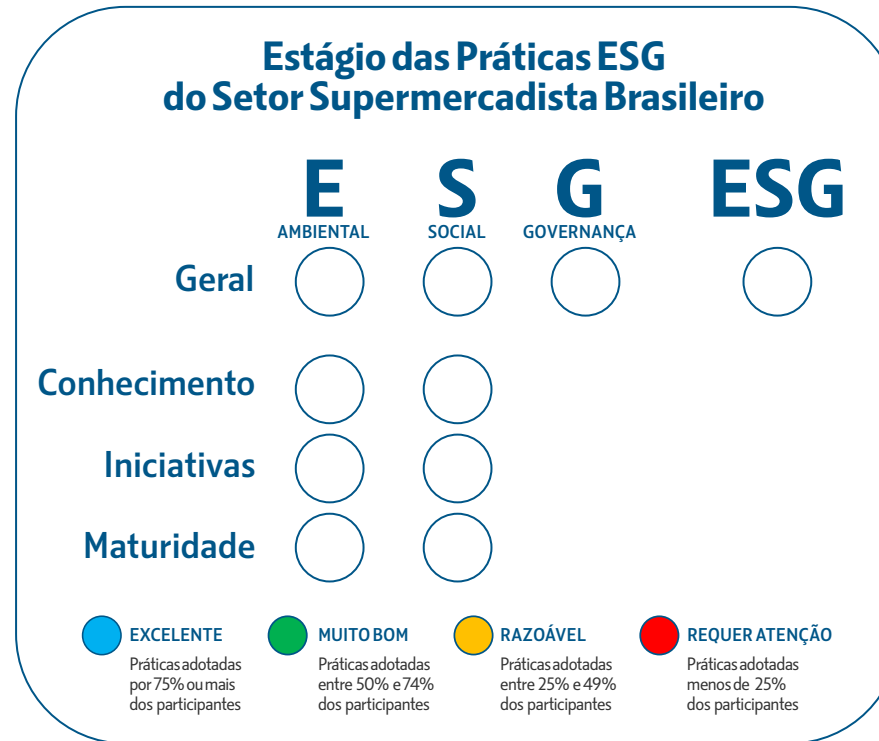 Estágio das Práticas ESG
do Setor Supermercadista Brasileiro
E S G ESG
AMBIENTAL SOCIAL GOVERNANÇA
Geral
Conhecimento
Iniciativas
Maturidade
EXCELENTE
Práticas adotadas
por 75% ou mais
dos participantes
MUITO BOM
Práticas adotadas
entre 50% e 74%
dos participantes
RAZOÁVEL
Práticas adotadas
entre 25% e 49%
dos participantes
REQUER ATENÇÃO
Práticas adotadas
menos de 25%
dos participantes